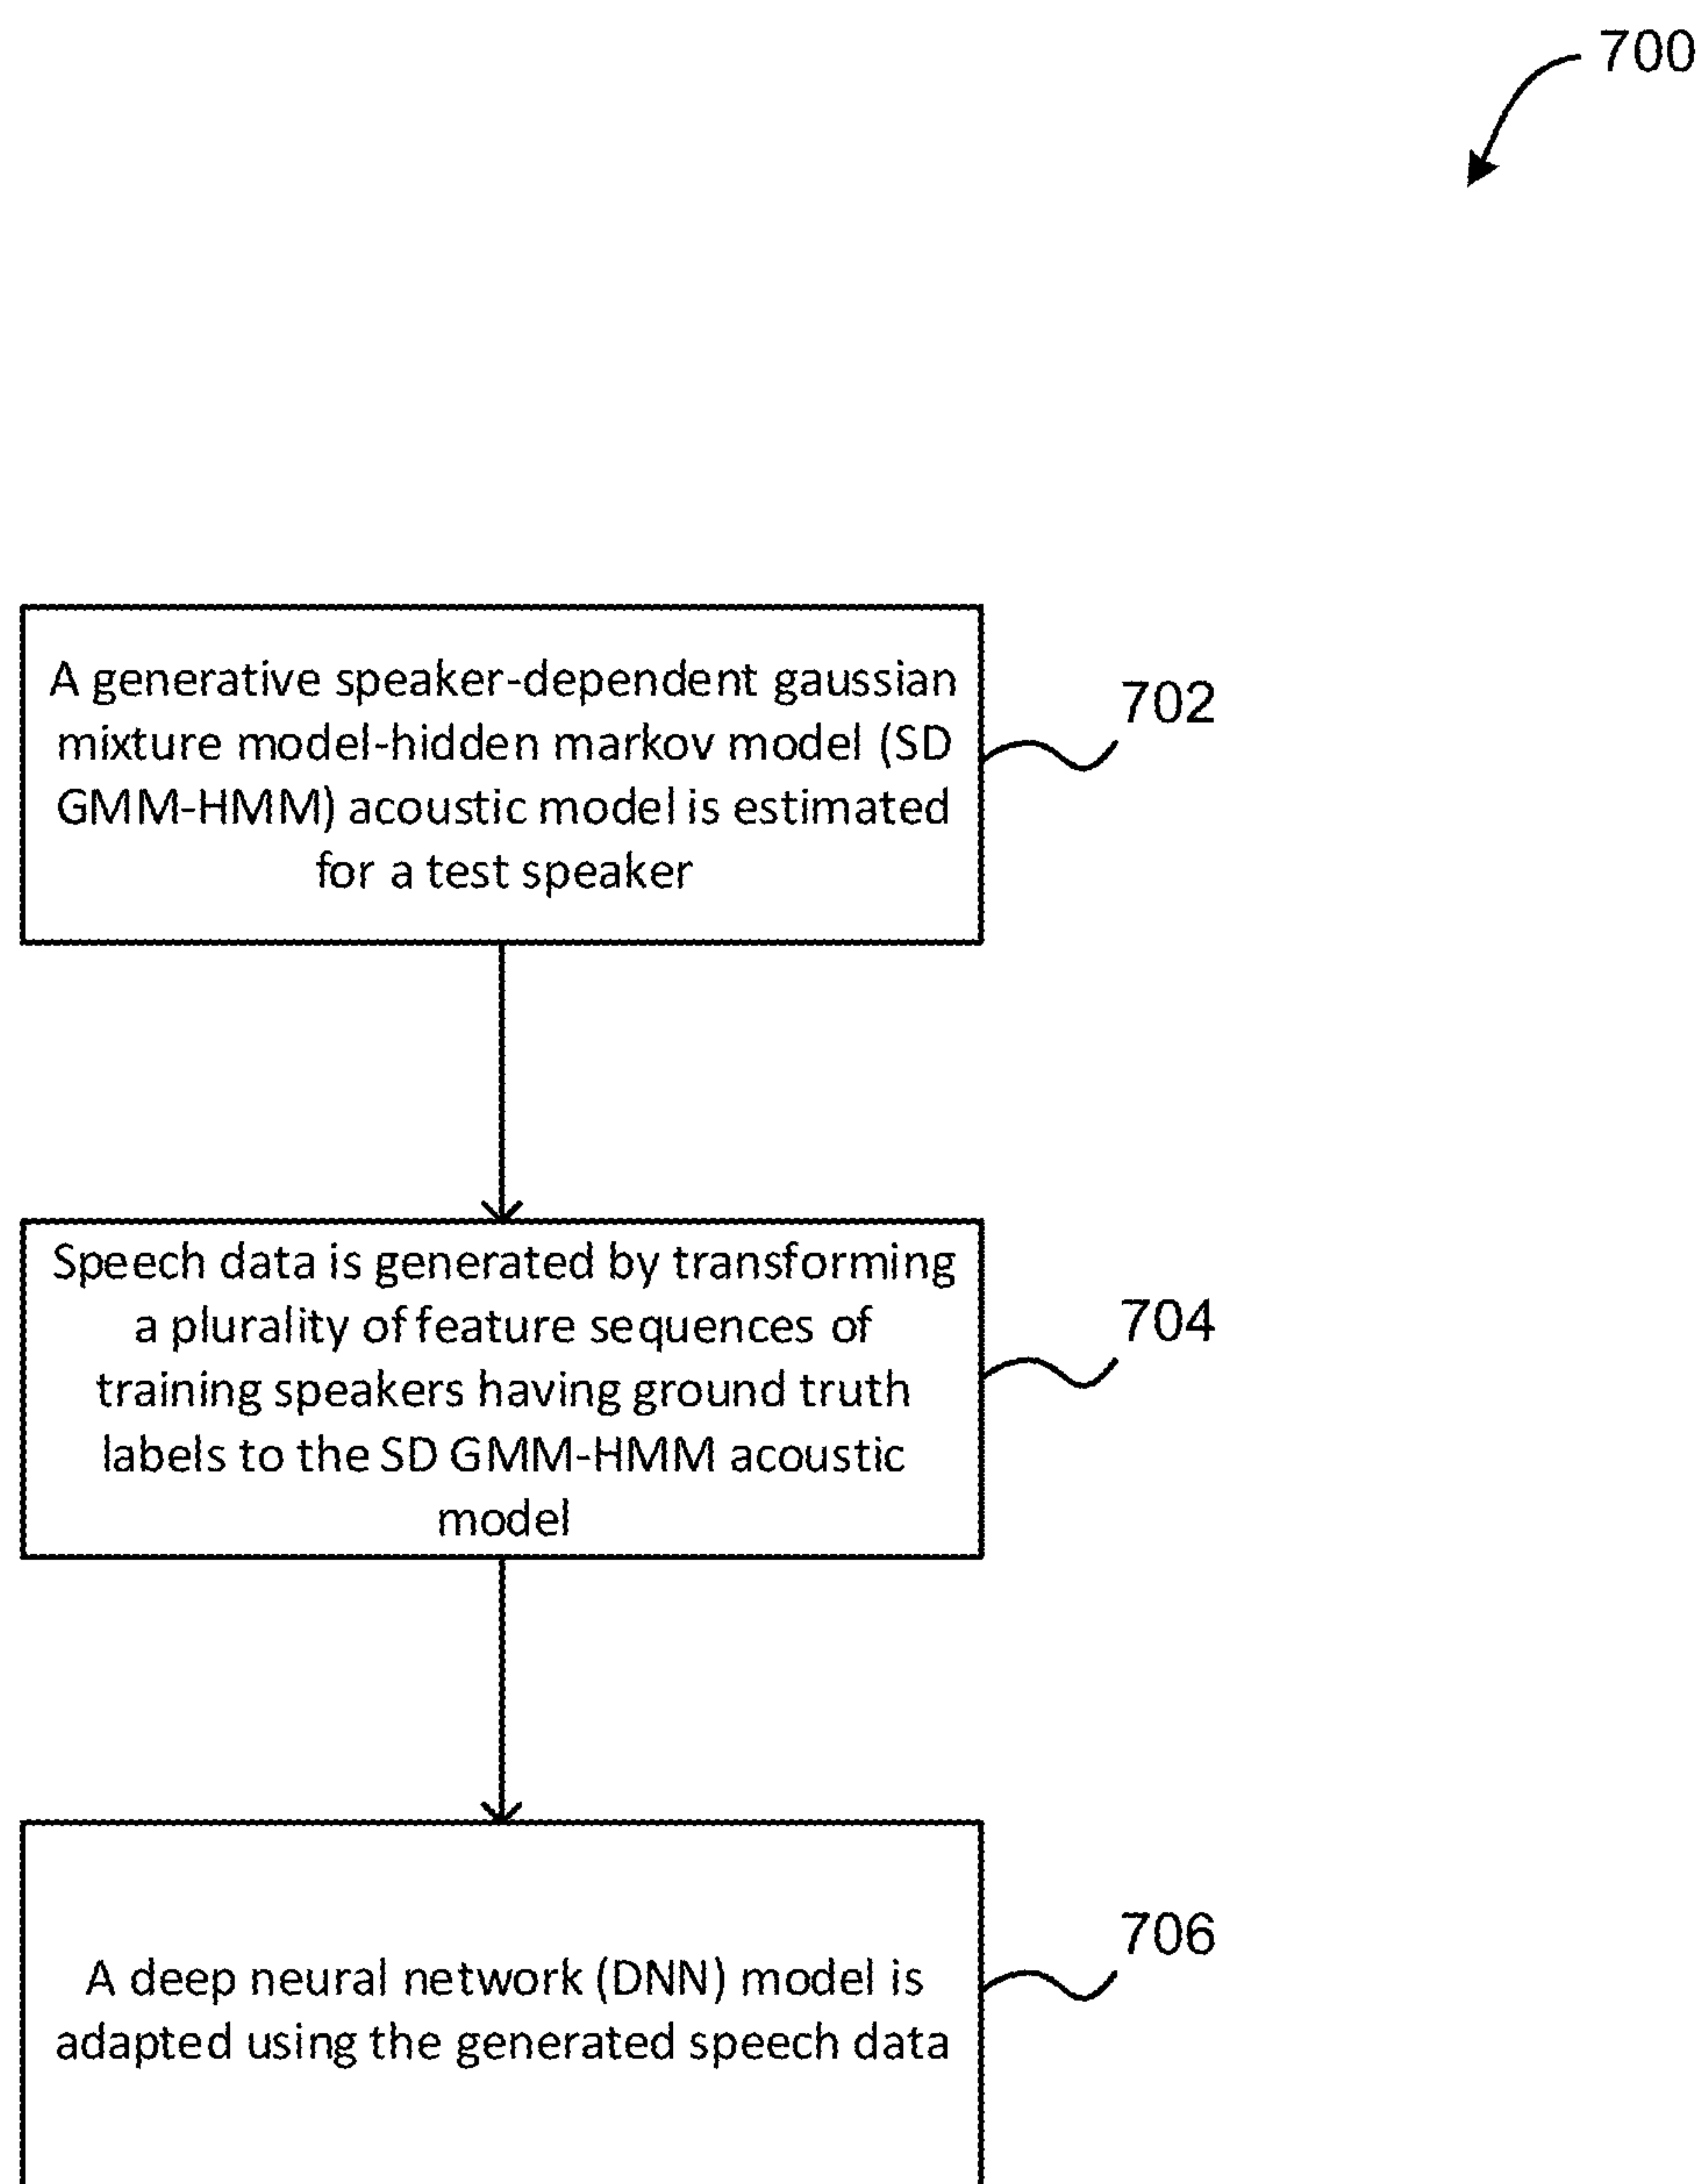 700
A generative speaker-dependent gaussian
mixture model-hidden markov model (SD
GMM-HMM) acoustic model is estimated
for a test speaker
702
Speech data is generated by transforming
a plurality of feature sequences of
training speakers having ground truth
labels to the SD GMM-HMM acoustic
model
704
A deep neural network (DNN) model is
adapted using the generated speech data
706